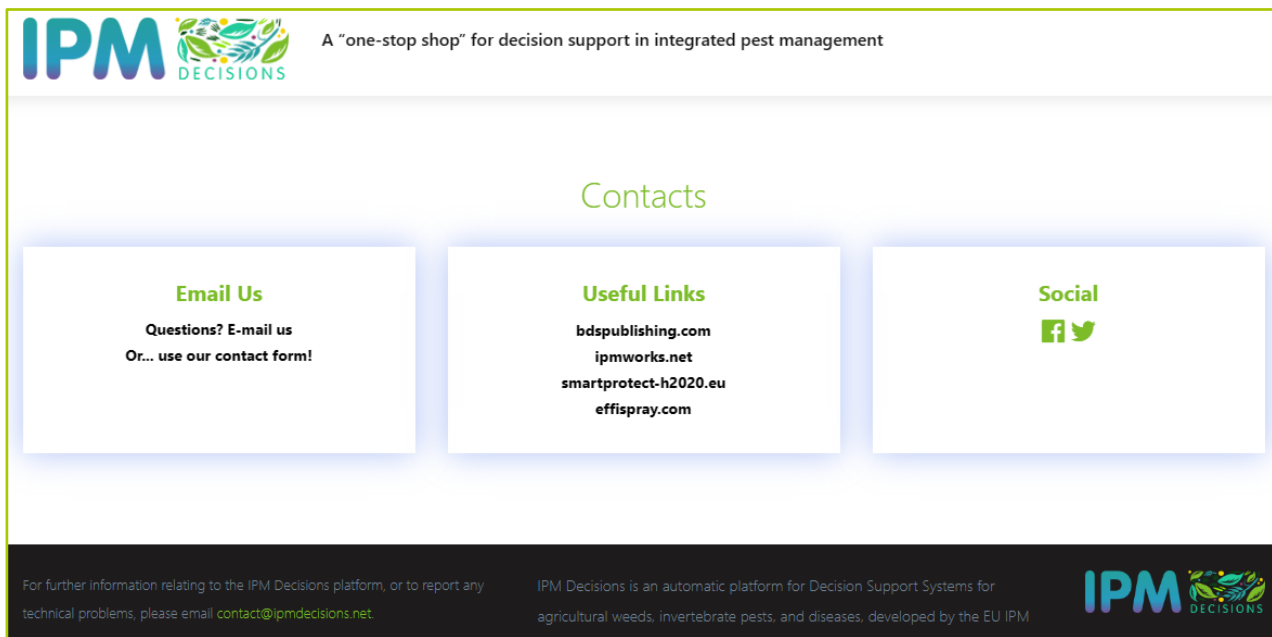 IPM DECISIONS
A “one-stop shop” for decision support in integrated pest management
Contacts
Email Us
Questions? E-mail us
Or... use our contact form!
Useful Links
bdspublishing.com
ipmworks.net
smartprotect-h2020.eu
effispray.com
Social
For further information relating to the IPM Decisions platform, or to report any
technical problems, please email contact@ipmdecisions.net.
IPM Decisions is an automatic platform for Decision Support Systems for
agricultural weeds, invertebrate pests, and diseases, developed by the EU IPM
IPM DECISIONS